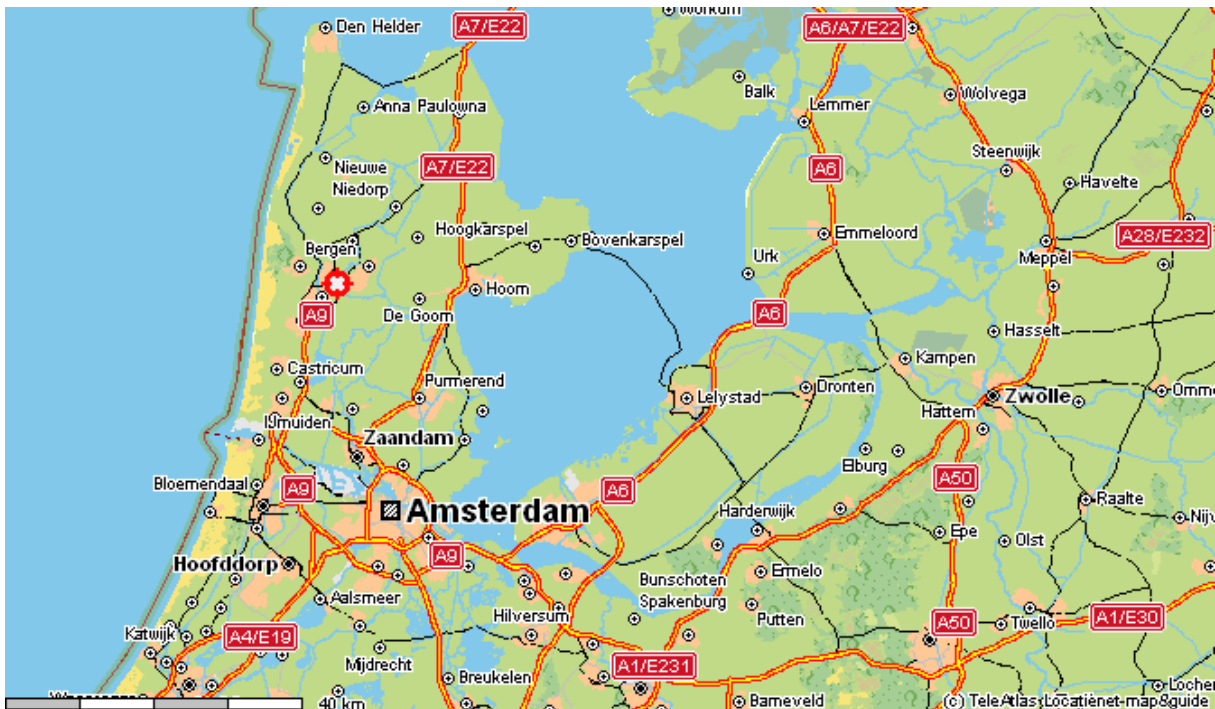 Den Helder
A7/E22
Workum
A6/A7/E22
Balk
Wolvega
Anna Paulowna
Lemmer
Steenwijk
Nieuwe
Niedorp
A7/E22
A6
Havelte
Hoogkarspel
Bovenkarspel
Emmeloord
A28/E232
Bergen
Urk
Meppel
Hoorn
De Goorn
A9
A6
Hasselt
Kampen
Castricum
Purmerend
Lelystad
Dronten
Zwolle
Hattem
IJmuiden
Zaandam
Elburg
Bloemendaal
A9
A6
A50
Raalte
Amsterdam
Harderwijk
Epe
Olst
A9
Hoofddorp
Bunschoten
Spakenburg
Ermelo
Aalsmeer
Hilversum
Putten
Twello
A1/E30
Katwijk
A4/E19
A50
Mijdrecht
A1/E231
Breukelen
Barneveld
40 km
(c) TeleAtlas, Locatienet-map&guide